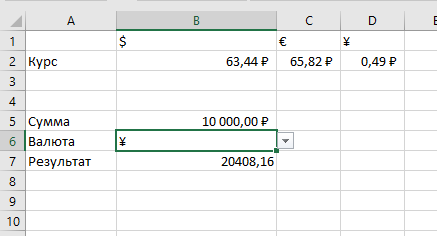 A B C D
1 $ € ¥
2 Курс 63,44 ₽ 65,82 ₽ 0,49 ₽
3
4
5 Сумма 10 000,00 ₽
6 Валюта ¥
7 Результат 20408,16
8
9
10